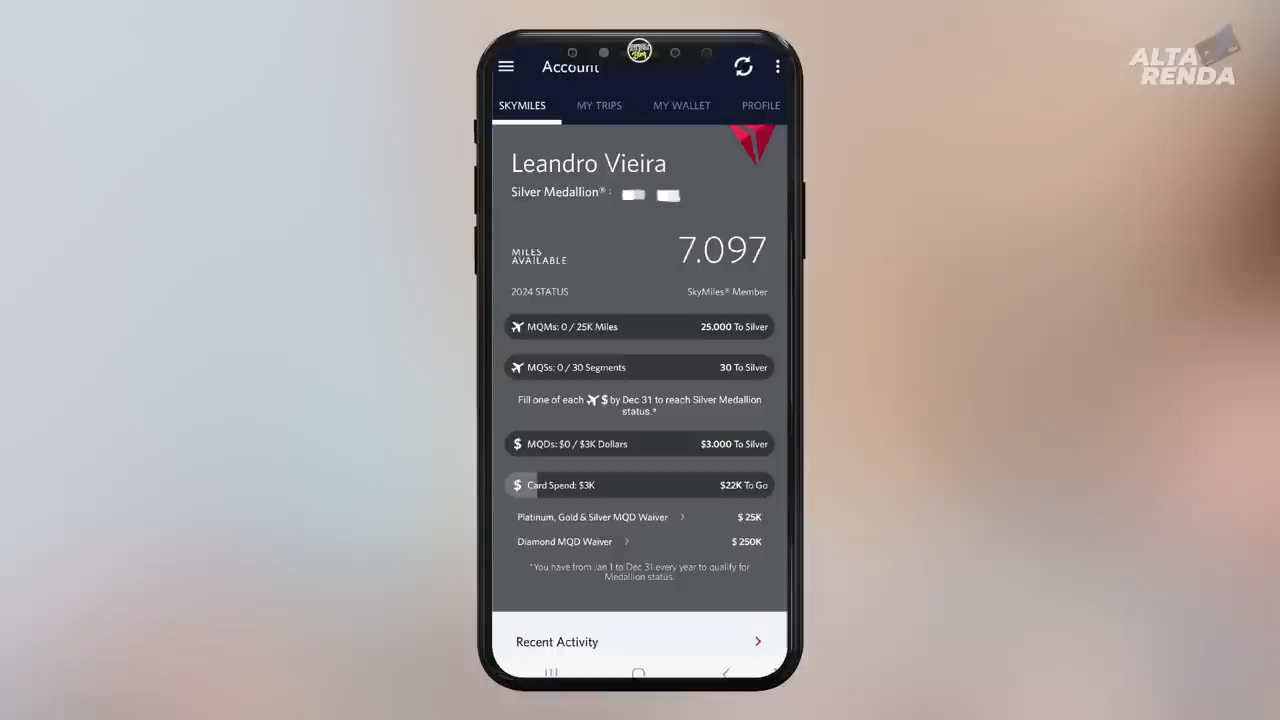 ALTA
RENDA
Account
SKYMILES
MY TRIPS
MY WALLET
PROFILE
Leandro Vieira
Silver Medallion® :
MILES
AVAILABLE
7.097
2024 STATUS
SkyMiles® Member
MQMs: 0 / 25K Miles
25.000 To Silver
MQSs: 0 / 30 Segments
30 To Silver
Fill one of each $ by Dec 31 to reach Silver Medallion
status.*
$ MQDs: $0 / $3K Dollars
$3.000 To Silver
$ Card Spend: $3K
$22K To Go
Platinum, Gold & Silver MQD Waiver
$ 25K
Diamond MQD Waiver
$ 250K
*You have from Jan 1 to Dec 31 every year to qualify for
Medallion status.
Recent Activity